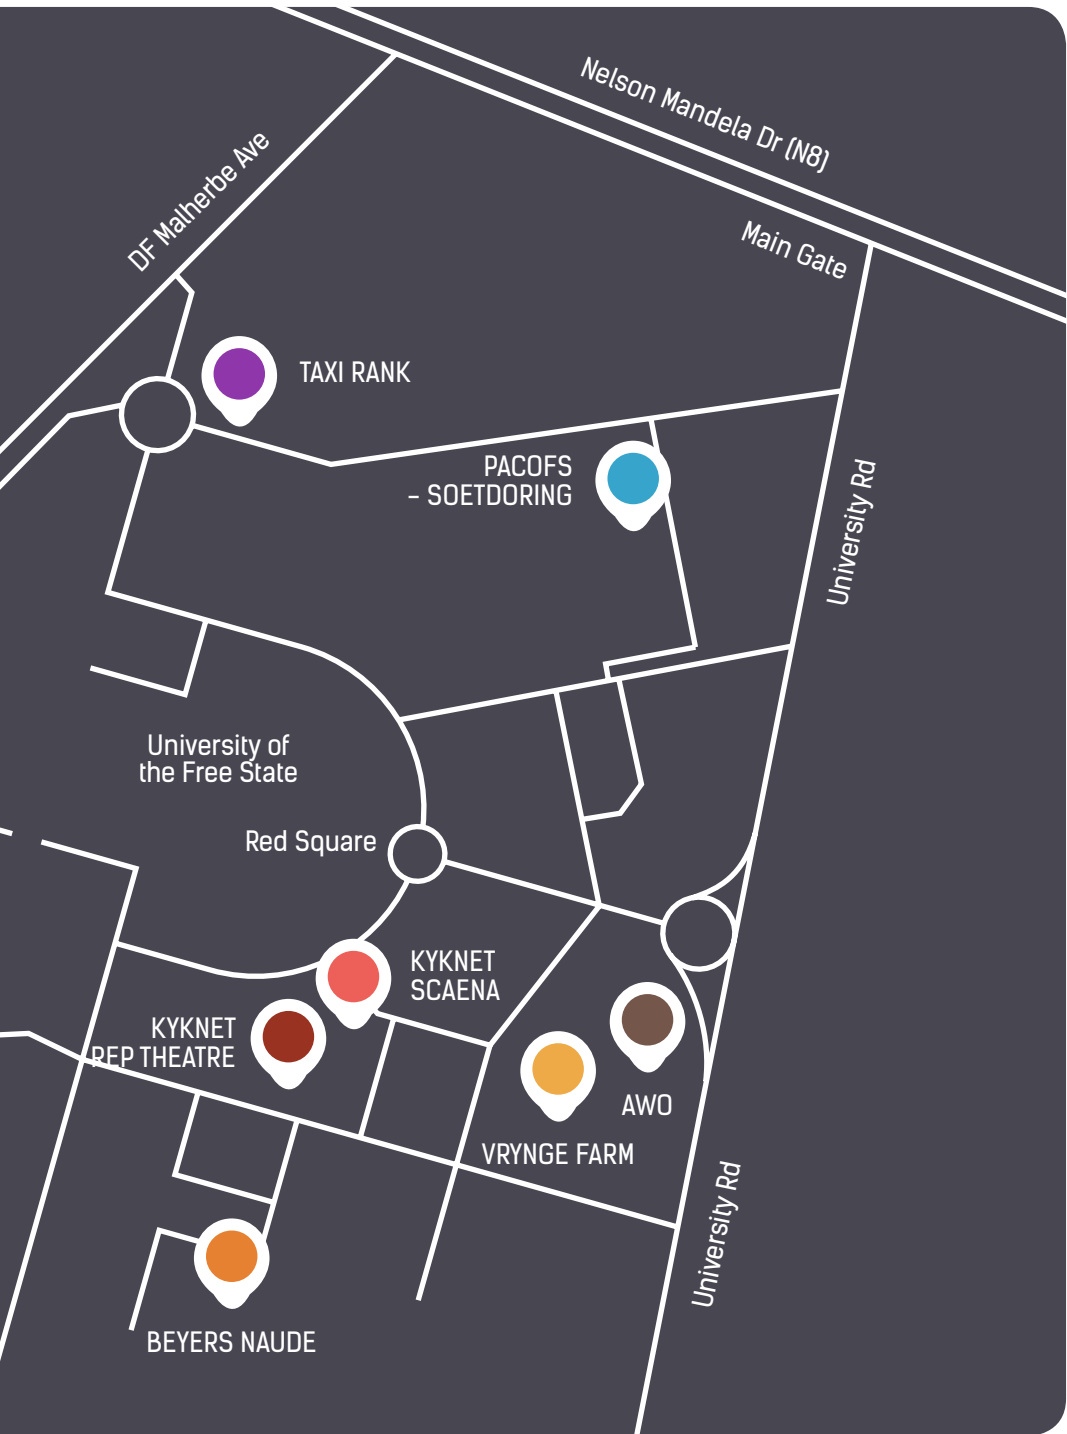 Nelson Mandela Dr (N8)
DF Malherbe Ave
Main Gate
TAXI RANK
PACOFS
– SOETDORING
University Rd
University of
the Free State
Red Square
KYKNET
SCAENA
KYKNET
REP THEATRE
AWO
VRYNGE FARM
University Rd
BEYERS NAUDE